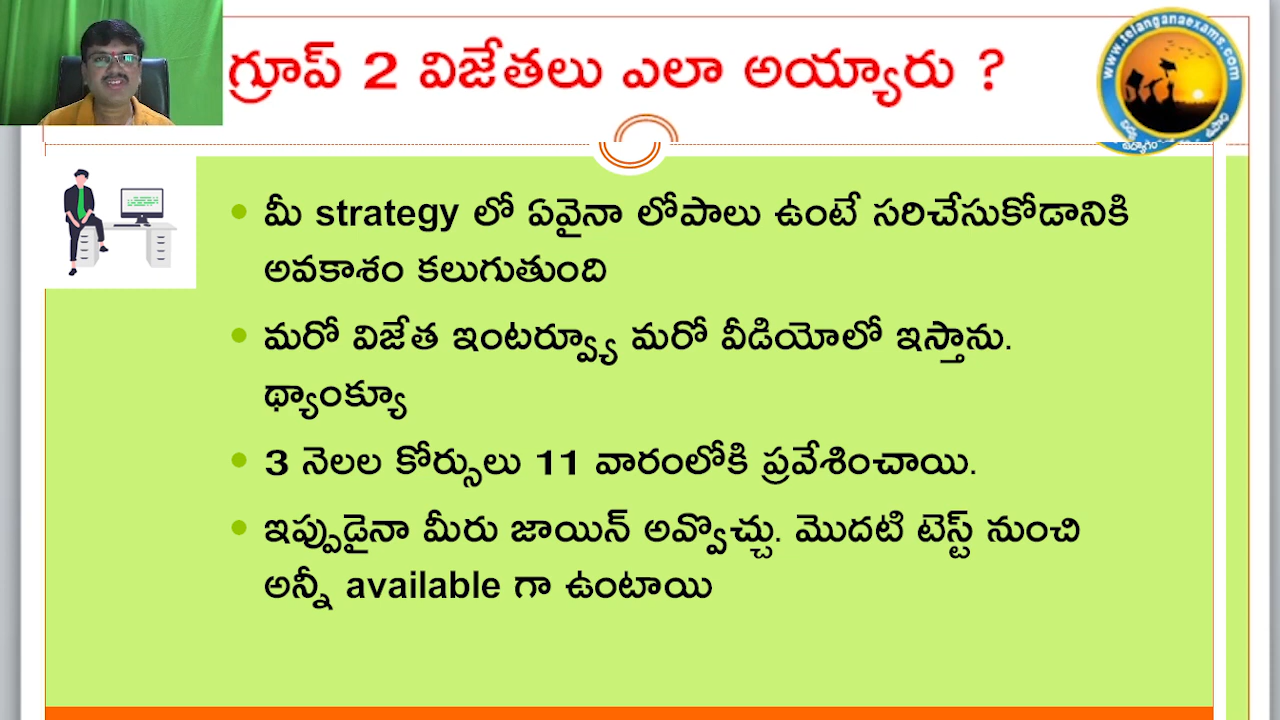 గ్రూప్ 2 విజేతలు ఎలా అయ్యారు ?
www.telanganaexams.com
మీ strategy లో ఏవైనా లోపాలు ఉంటే సరిచేసుకోడానికి
అవకాశం కలుగుతుంది
మరో విజేత ఇంటర్వ్యూ మరో వీడియోలో ఇస్తాను.
థ్యాంక్యూ
3 నెలల కోర్సులు 11 వారంలోకి ప్రవేశించాయి.
ఇప్పుడైనా మీరు జాయిన్ అవ్వొచ్చు. మొదటి టెస్ట్ నుంచి
అన్నీ available గా ఉంటాయి